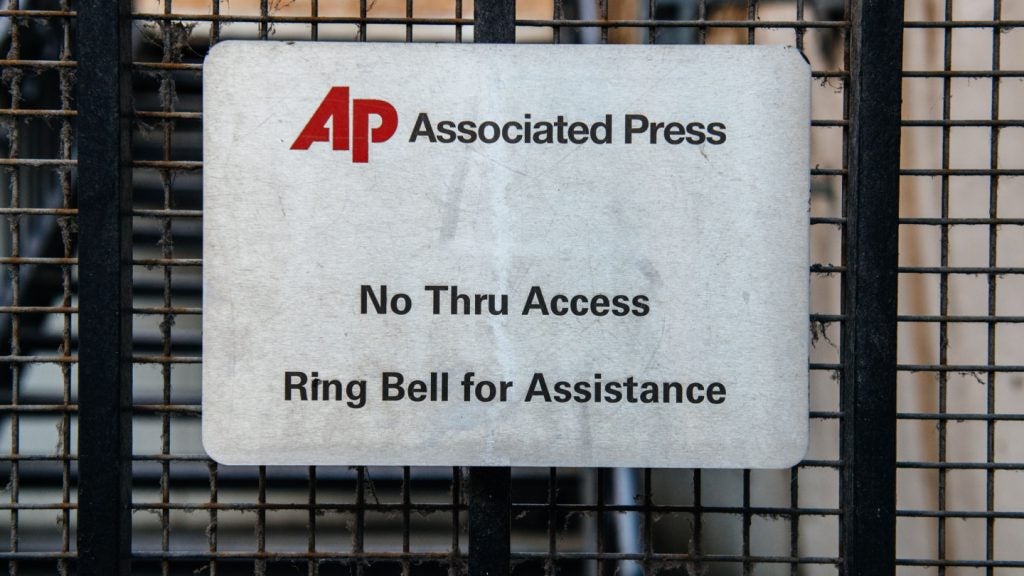 AP Associated Press
No Thru Access
Ring Bell for Assistance